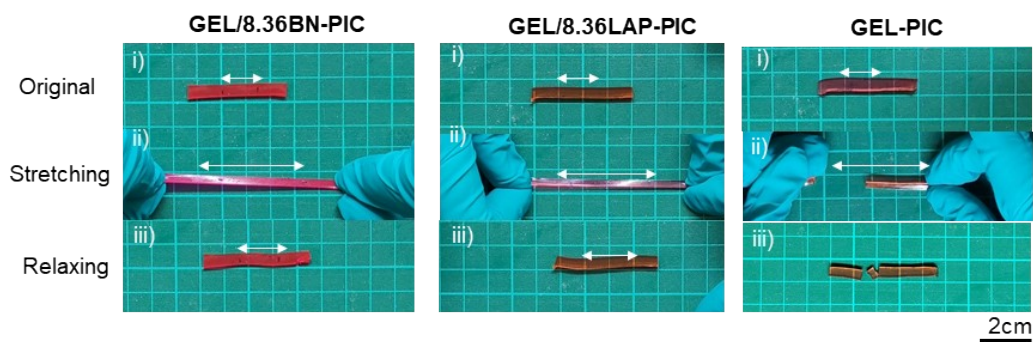 GEL/8.36BN-PIC GEL/8.36LAP-PIC GEL-PIC
Original i) i) i)
Stretching ii) ii) ii)
Relaxing iii) iii) iii)
2cm